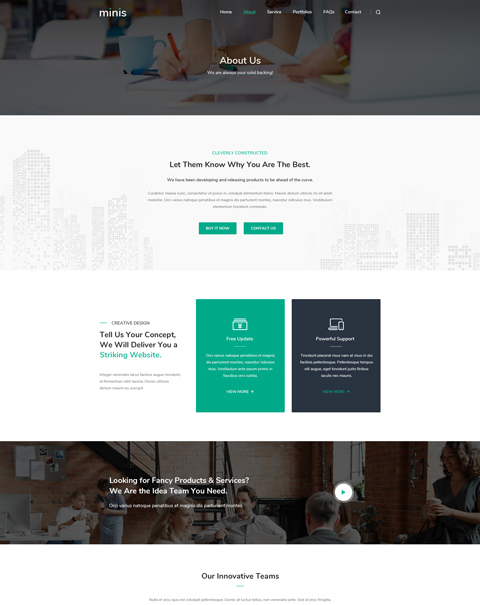 minis
Home About Service Portfolios FAQs Contact
About Us
We are always your solid backing!
CLEVERLY CONSTRUCTED.
Let Them Know Why You Are The Best.
We have been developing and releasing products to be ahead of the curve.
Curabitur massa nunc, consectetur at purus in, volutpat elementum libero. Mauris dictum ultrices mi sit amet
molestie. Orci varius natoque penatibus et magnis dis parturient montes, nascetur ridiculus mus. Vestibulum
elementum tincidunt commodo.
BUY IT NOW
CONTACT US
CREATIVE DESIGN
Tell Us Your Concept,
We Will Deliver You a
Striking Website.
Integer venenatis lacus facilisis augue tincidunt,
at fermentum nibh lacinia. Donec ultrices
dictum mauris eu suscipit.
Free Update
Orci varius natoque penatibus et magnis
dis parturient montes, nascetur ridiculus
mus. Vestibulum ante ipsum primis in
faucibus orci cubilia.
VIEW MORE →
Powerful Support
Tincidunt placerat risus nam at risus in dui
facilisis pellentesque. Pellentesque tempus
elit augue, eget tincidunt justo finibus
iaculis non mauris.
VIEW MORE →
Looking for Fancy Products & Services?
We Are the Idea Team You Need.
Orci varius natoque penatibus et magnis dis parturient montes.
Our Innovative Teams
Nulla et arcu quis est volutpat pellentesque. Donec at luctus tellus, non venenatis ante. Sed id eros fringilla,